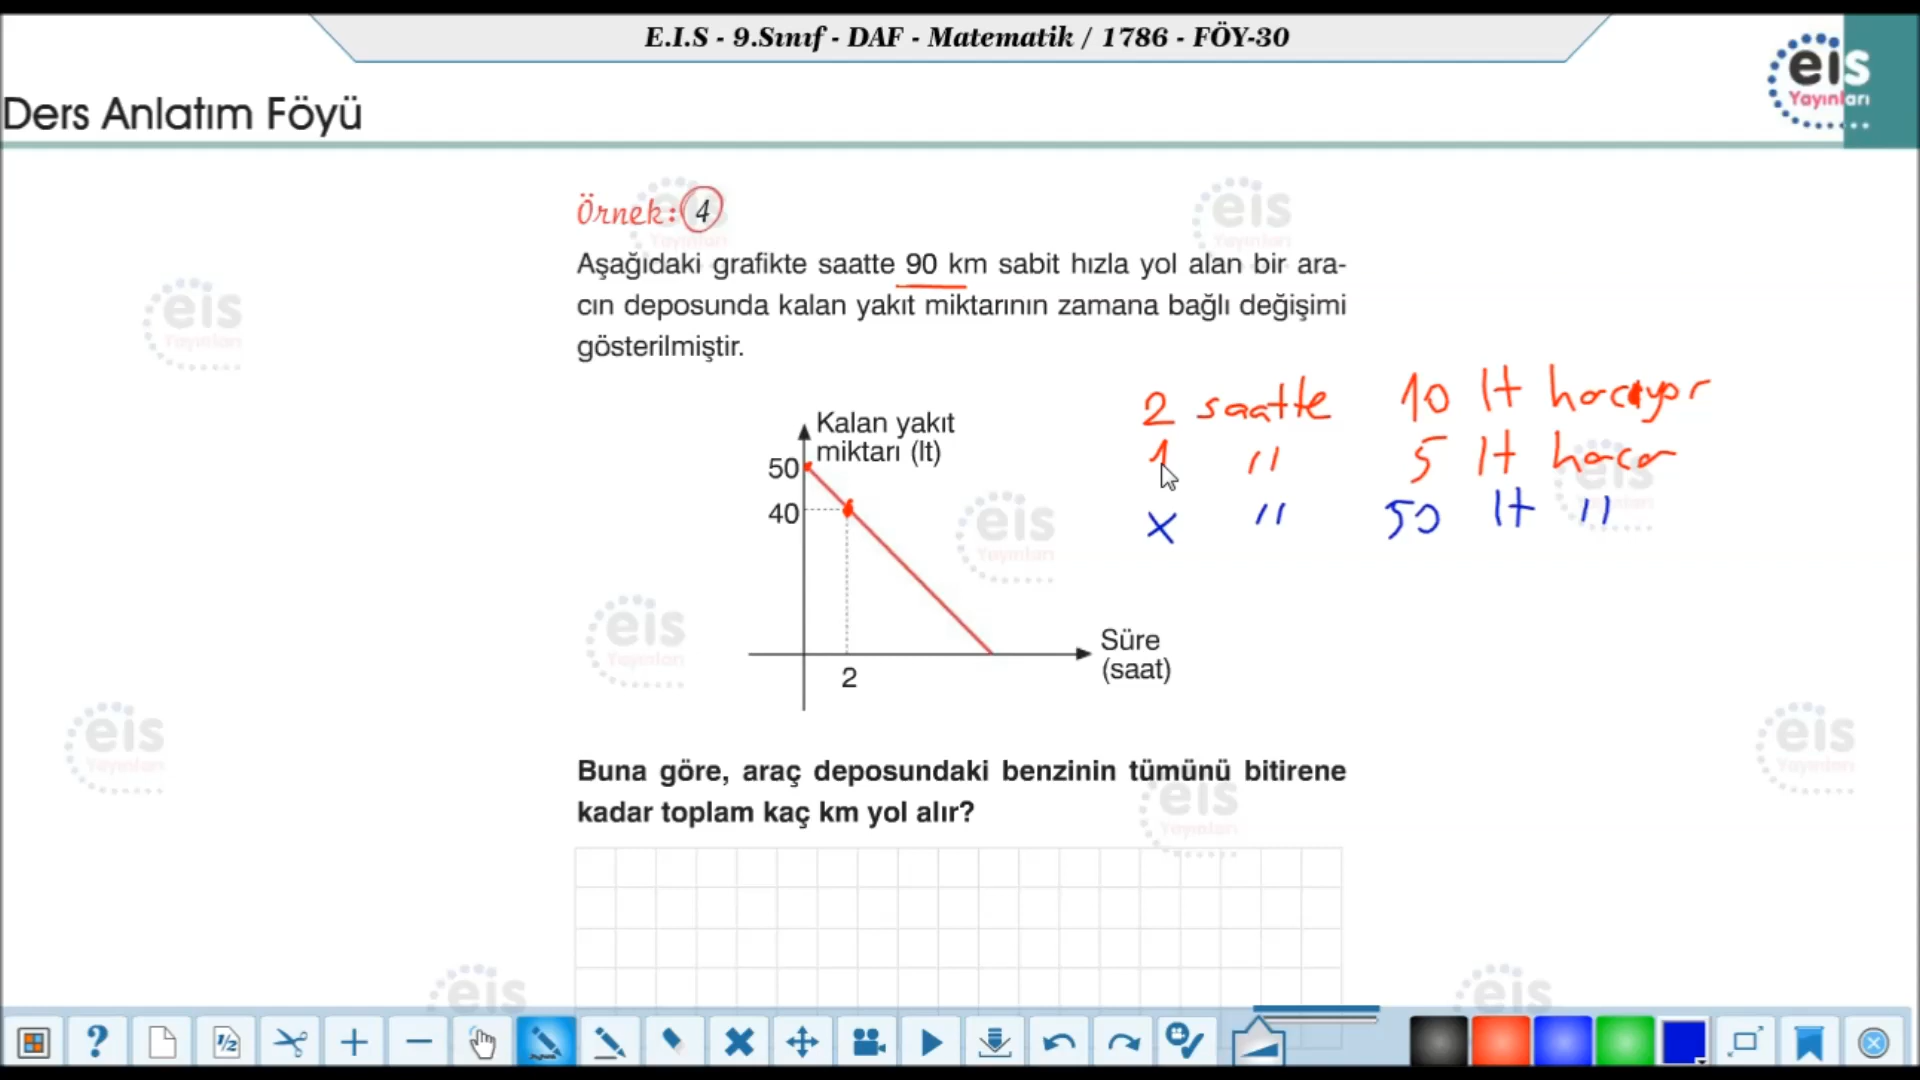 E.I.S - 9.Sınıf - DAF - Matematik / 1786 - FÖY-30
eis
Yayınları
Ders Anlatım Föyü
Örnek: 4
Aşağıdaki grafikte saatte 90 km sabit hızla yol alan bir ara-
cın deposunda kalan yakıt miktarının zamana bağlı değişimi
gösterilmiştir.
Kalan yakıt
miktarı (lt)
50
40
2
Süre
(saat)
2 saatte 10 lt harcıyor
1 " 5 lt harcar
x " 50 lt "
Buna göre, araç deposundaki benzinin tümünü bitirene
kadar toplam kaç km yol alır?